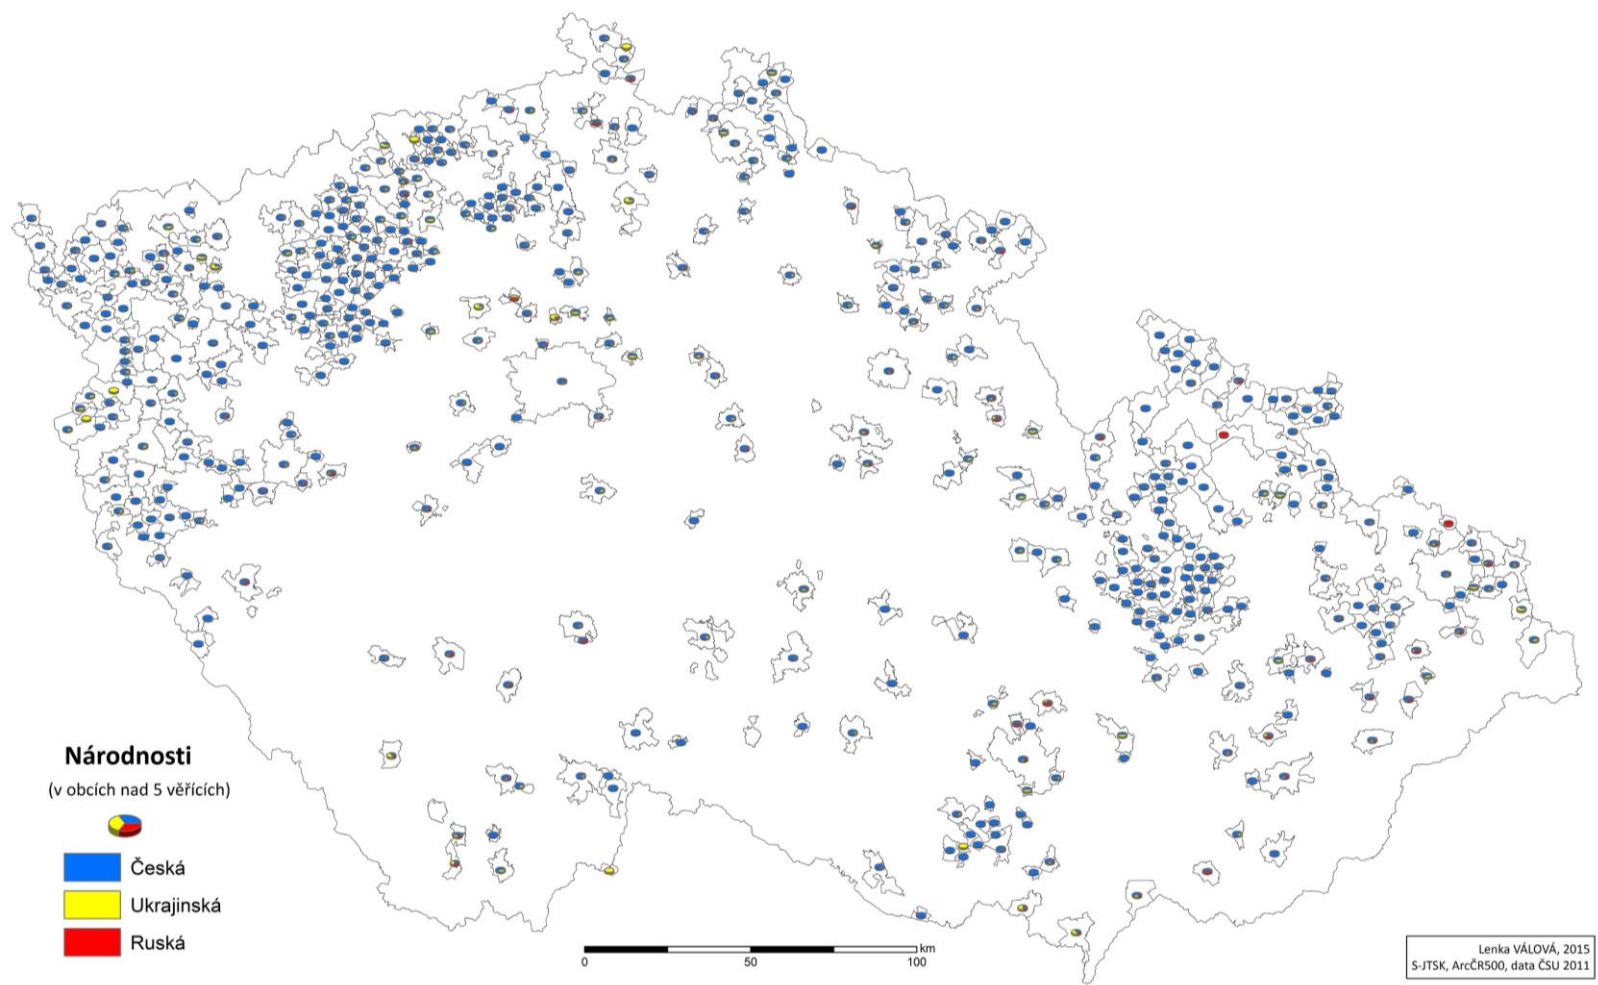 Národnosti
(v obcích nad 5 věřících)
Česká
Ukrajinská
Ruská
km
0 50 100
Lenka VÁLOVÁ, 2015
S-JTSK, ArcČR500, data ČSU 2011